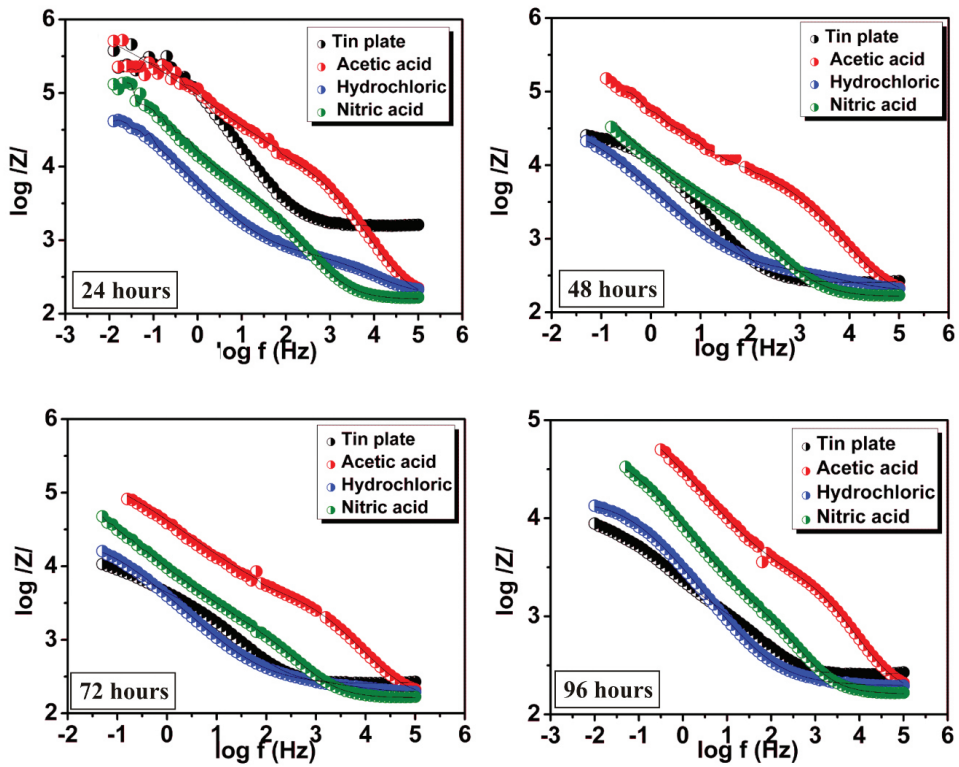 6
5
4
3
2
log /Z/
Tin plate
Acetic acid
Hydrochloric
Nitric acid
24 hours
-3 -2 -1 0 1 2 3 4 5 6
log f (Hz)
6
5
4
3
2
log /Z/
Tin plate
Acetic acid
Hydrochloric
Nitric acid
48 hours
-2 -1 0 1 2 3 4 5 6
log f (Hz)
6
5
4
3
2
log /Z/
Tin plate
Acetic acid
Hydrochloric
Nitric acid
72 hours
-2 -1 0 1 2 3 4 5 6
log f (Hz)
5
4
3
2
log /Z/
Tin plate
Acetic acid
Hydrochloric
Nitric acid
96 hours
-3 -2 -1 0 1 2 3 4 5 6
log f (Hz)